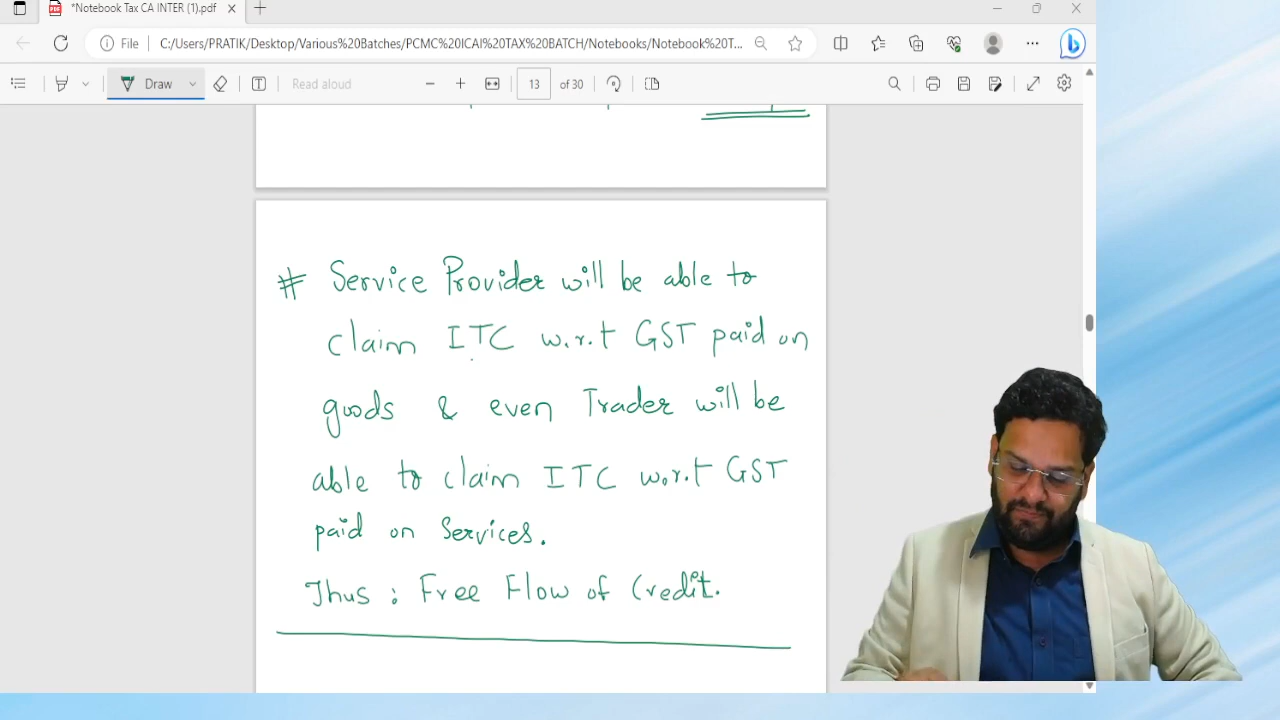 *Notebook Tax CA INTER (1).pdf
File C:/Users/PRATIK/Desktop/Various%20Batches/PCMC%20ICAI%20TAX%20BATCH/Notebooks/Notebook%20T...
Draw Read aloud 13 of 30
# Service Provider will be able to
claim ITC w.r.t GST paid on
goods & even Trader will be
able to claim ITC w.r.t GST
paid on Services.
Thus : Free Flow of Credit.